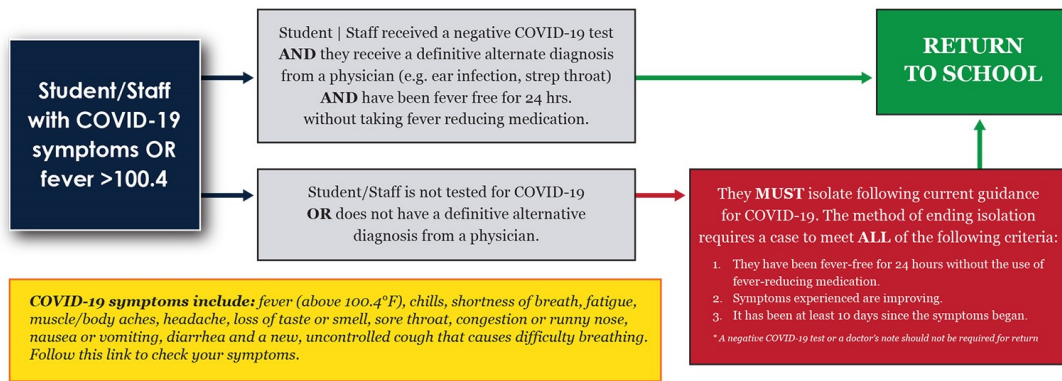 Student/Staff
with COVID-19
symptoms OR
fever >100.4
Student | Staff received a negative COVID-19 test
AND they receive a definitive alternate diagnosis
from a physician (e.g. ear infection, strep throat)
AND have been fever free for 24 hrs.
without taking fever reducing medication.
RETURN
TO SCHOOL
Student/Staff is not tested for COVID-19
OR does not have a definitive alternative
diagnosis from a physician.
They MUST isolate following current guidance
for COVID-19. The method of ending isolation
requires a case to meet ALL of the following criteria:
1. They have been fever-free for 24 hours without the use of
fever-reducing medication.
2. Symptoms experienced are improving.
3. It has been at least 10 days since the symptoms began.
* A negative COVID-19 test or a doctor's note should not be required for return
COVID-19 symptoms include: fever (above 100.4°F), chills, shortness of breath, fatigue,
muscle/body aches, headache, loss of taste or smell, sore throat, congestion or runny nose,
nausea or vomiting, diarrhea and a new, uncontrolled cough that causes difficulty breathing.
Follow this link to check your symptoms.